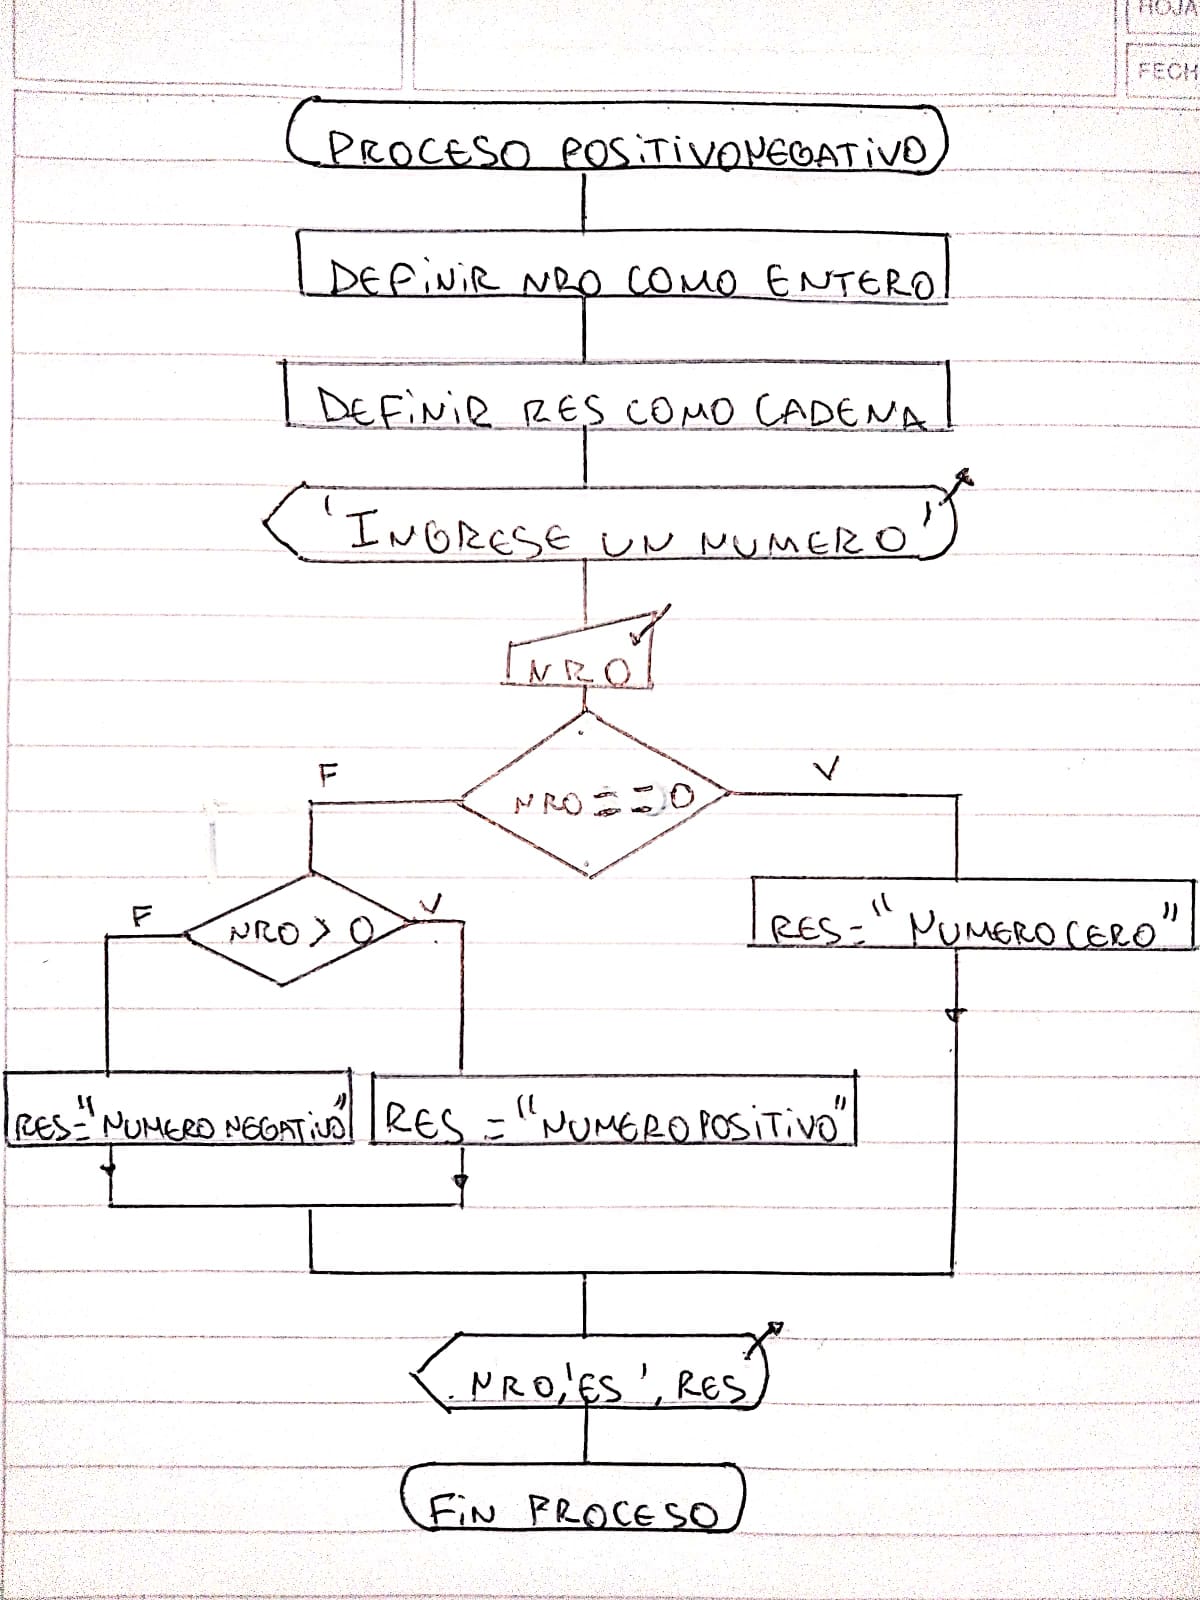 HOJA
FECH
PROCESO POSITIVONEGATIVO
DEFINIR NRO COMO ENTERO
DEFINIR RES COMO CADENA
'INGRESE UN NUMERO'
NRO
F
V
NRO == 0
F
V
NRO > 0
RES = "NUMERO CERO"
RES = "NUMERO NEGATIVO"
RES = "NUMERO POSITIVO"
NRO, 'ES', RES
FIN PROCESO